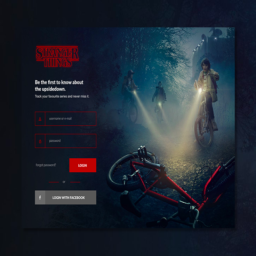 STRANGER
THINGS
Be the first to know about
the upsidedown.
Track your favourite series and never miss it
username or e-mail
password
Forgot password?
LOGIN
or
LOGIN WITH FACEBOOK